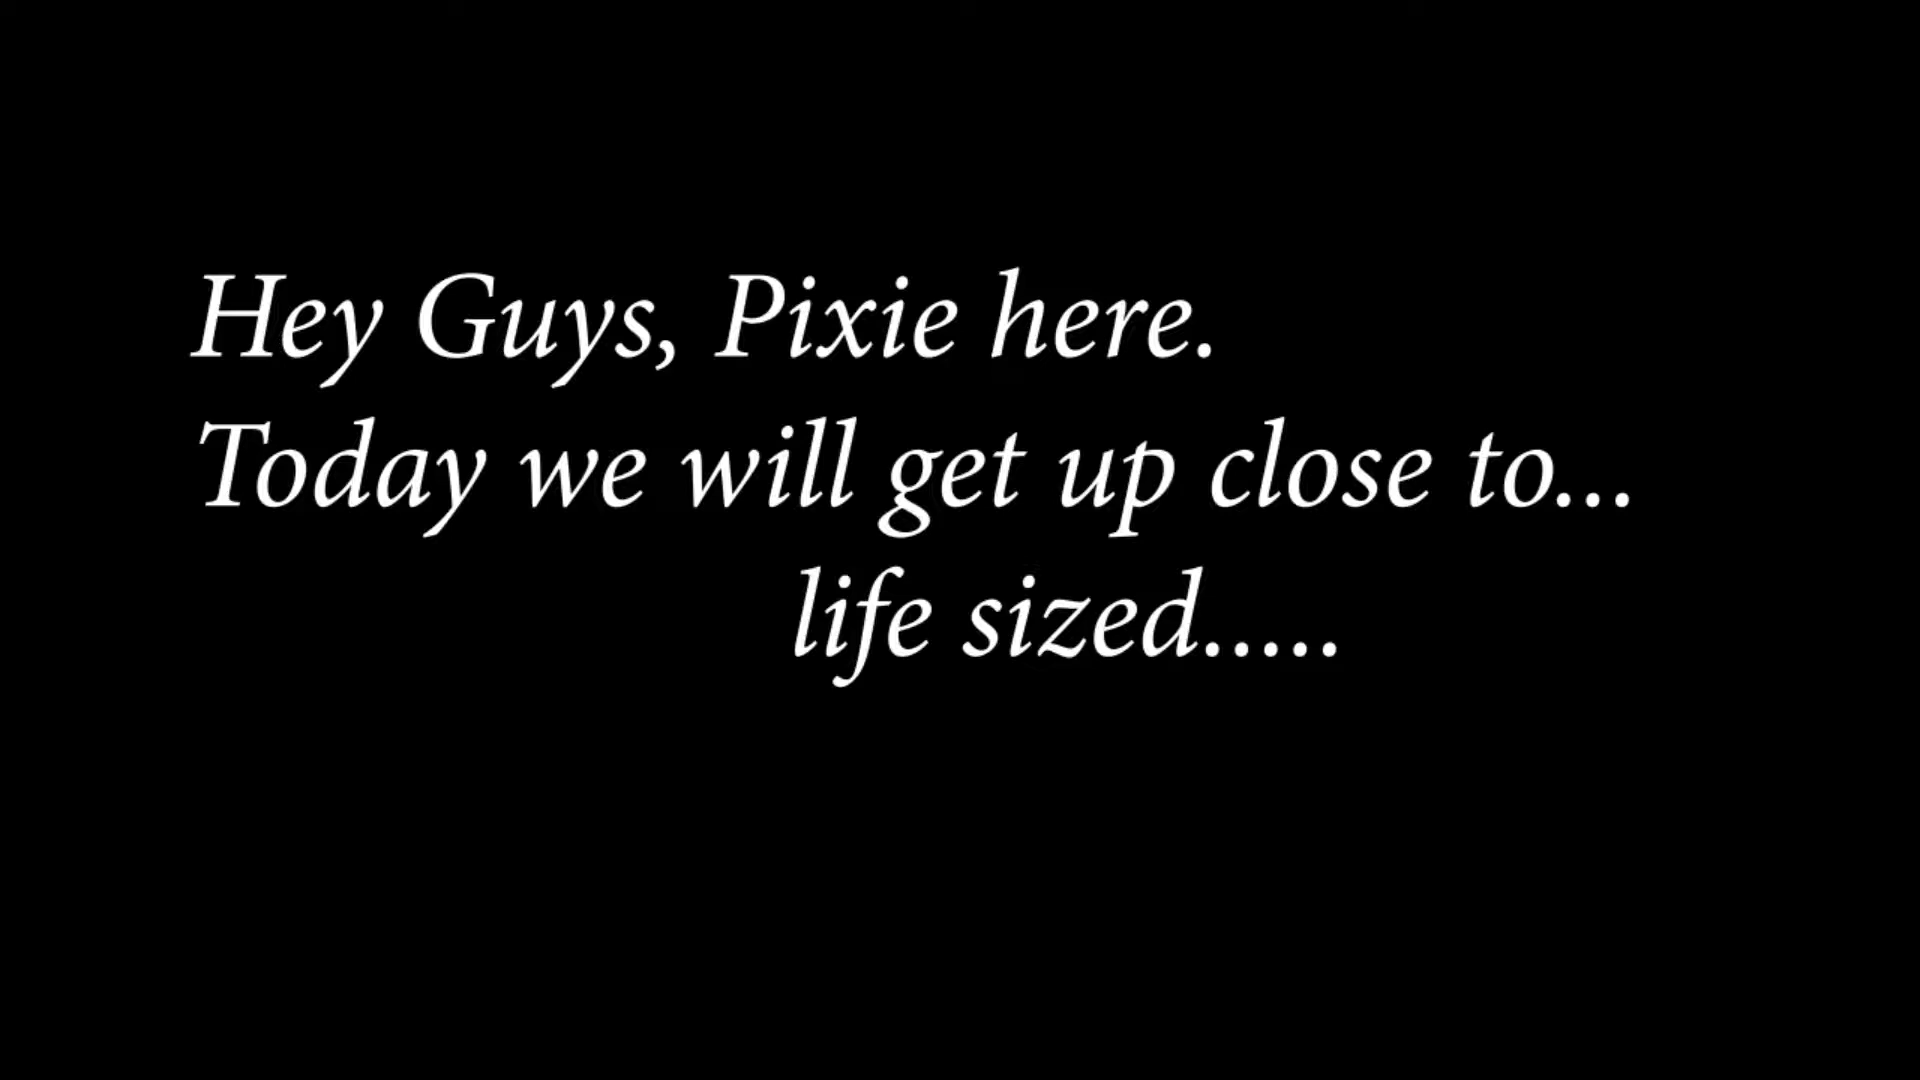 Hey Guys, Pixie here.
Today we will get up close to...
life sized.....